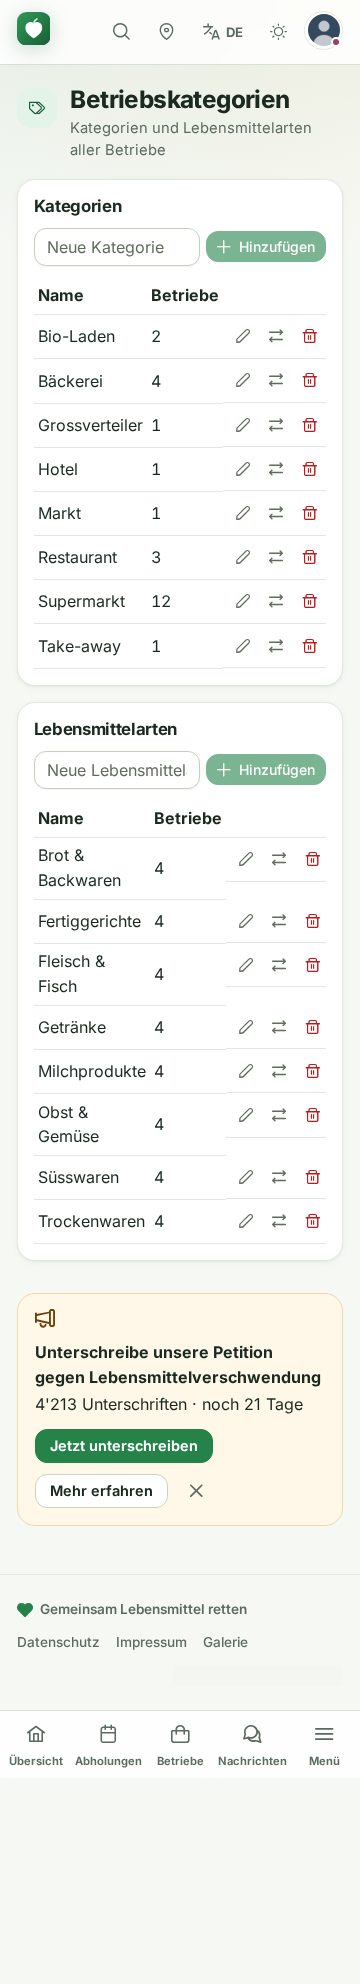 DE
Betriebskategorien
Kategorien und Lebensmittelarten
aller Betriebe
Kategorien
Neue Kategorie
Hinzufügen
Name Betriebe
Bio-Laden 2
Bäckerei 4
Grossverteiler 1
Hotel 1
Markt 1
Restaurant 3
Supermarkt 12
Take-away 1
Lebensmittelarten
Neue Lebensmittel
Hinzufügen
Name Betriebe
Brot &
Backwaren 4
Fertiggerichte 4
Fleisch &
Fisch 4
Getränke 4
Milchprodukte 4
Obst &
Gemüse 4
Süsswaren 4
Trockenwaren 4
Unterschreibe unsere Petition
gegen Lebensmittelverschwendung
4'213 Unterschriften · noch 21 Tage
Jetzt unterschreiben
Mehr erfahren
Gemeinsam Lebensmittel retten
Datenschutz Impressum Galerie
Übersicht Abholungen Betriebe Nachrichten Menü